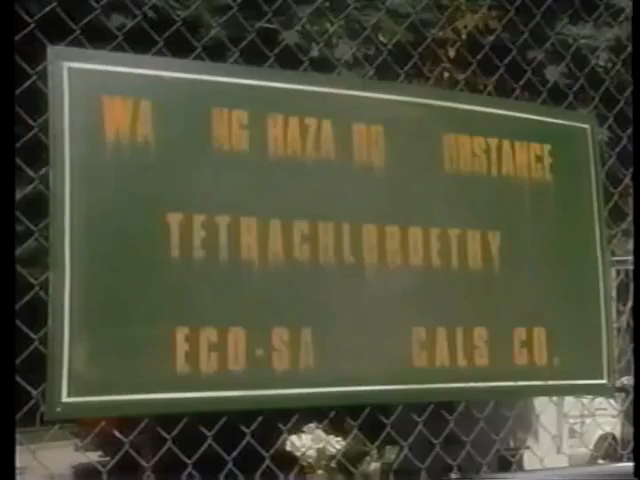 WA NG HAZA DO UBSTANCE
TETRACHLOROETHY
ECO-SA CALS CO.